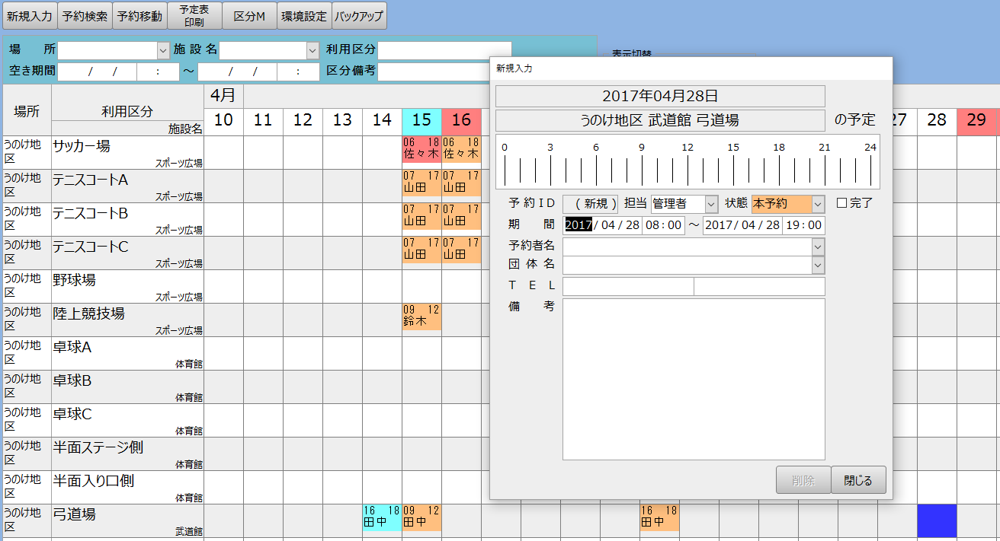 新規入力 予約検索 予約移動 予定表 印刷 区分M 環境設定 バックアップ
場 所 施設名 利用区分
空き期間 / / : ～ / / : 区分備考
表示切替
新規入力
2017年04月28日
うのけ地区 武道館 弓道場 の予定
0 3 6 9 12 15 18 21 24
予約ID (新規) 担当 管理者 状態 本予約 完了
期 間 2017/04/28 08:00 ～ 2017/04/28 19:00
予約者名
団体名
TEL
備 考
削除 閉じる
場所 利用区分 施設名 4月
10 11 12 13 14 15 16 27 28 29
うのけ地区 サッカー場 スポーツ広場 06 18 佐々木 06 18 佐々木
うのけ地区 テニスコートA スポーツ広場 07 17 山田 07 17 山田
うのけ地区 テニスコートB スポーツ広場 07 17 山田 07 17 山田
うのけ地区 テニスコートC スポーツ広場 07 17 山田 07 17 山田
うのけ地区 野球場 スポーツ広場
うのけ地区 陸上競技場 スポーツ広場 09 12 鈴木
うのけ地区 卓球A 体育館
うのけ地区 卓球B 体育館
うのけ地区 卓球C 体育館
うのけ地区 半面ステージ側 体育館
うのけ地区 半面入り口側 体育館
うのけ地区 弓道場 武道館 16 18 田中 09 12 田中 16 18 田中